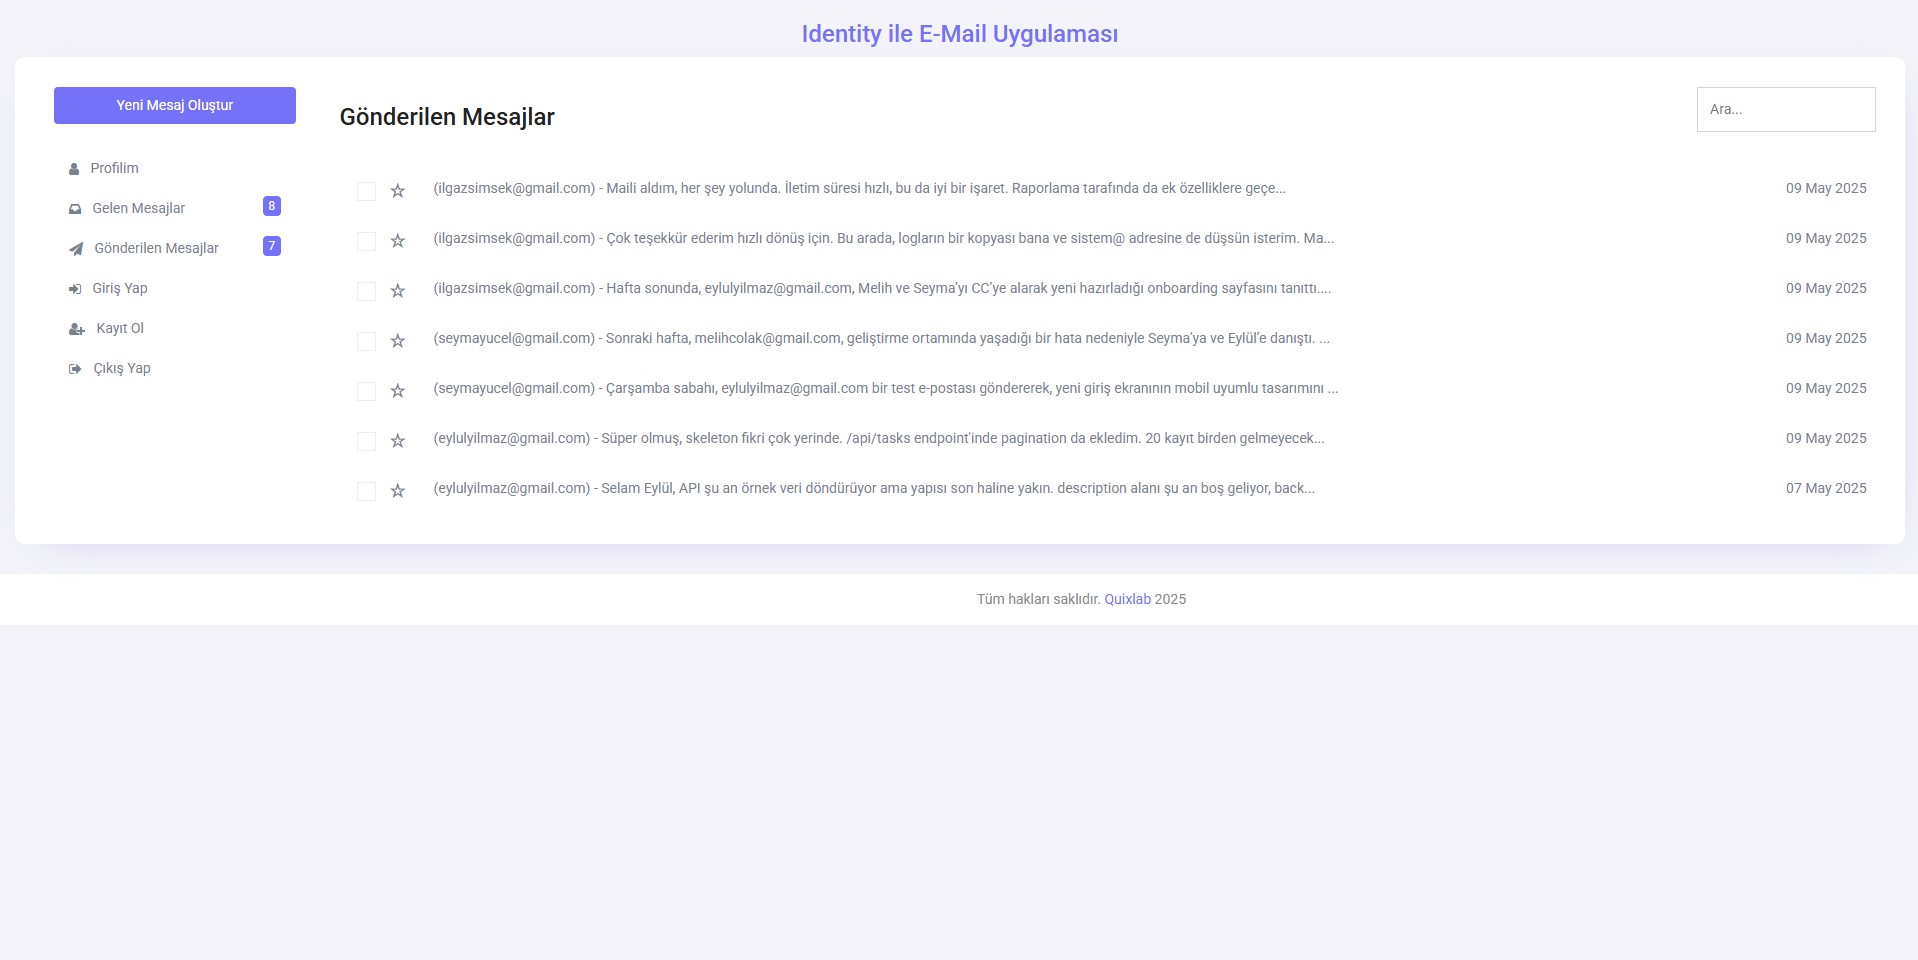 Identity ile E-Mail Uygulaması
Yeni Mesaj Oluştur
Profilim
Gelen Mesajlar 8
Gönderilen Mesajlar 7
Giriş Yap
Kayıt Ol
Çıkış Yap
Gönderilen Mesajlar
Ara...
(ilgazsimsek@gmail.com) - Maili aldım, her şey yolunda. İletim süresi hızlı, bu da iyi bir işaret. Raporlama tarafında da ek özelliklere geçe... 09 May 2025
(ilgazsimsek@gmail.com) - Çok teşekkür ederim hızlı dönüş için. Bu arada, logların bir kopyası bana ve sistem@ adresine de düşsün isterim. Ma... 09 May 2025
(ilgazsimsek@gmail.com) - Hafta sonunda, eylulyilmaz@gmail.com, Melih ve Seyma’yı CC’ye alarak yeni hazırladığı onboarding sayfasını tanıttı.... 09 May 2025
(seymayucel@gmail.com) - Sonraki hafta, melihcolak@gmail.com, geliştirme ortamında yaşadığı bir hata nedeniyle Seyma’ya ve Eylül’e danıştı. ... 09 May 2025
(seymayucel@gmail.com) - Çarşamba sabahı, eylulyilmaz@gmail.com bir test e-postası göndererek, yeni giriş ekranının mobil uyumlu tasarımını ... 09 May 2025
(eylulyilmaz@gmail.com) - Süper olmuş, skeleton fikri çok yerinde. /api/tasks endpoint'inde pagination da ekledim. 20 kayıt birden gelmeyecek... 09 May 2025
(eylulyilmaz@gmail.com) - Selam Eylül, API şu an örnek veri döndürüyor ama yapısı son haline yakın. description alanı şu an boş geliyor, back... 07 May 2025
Tüm hakları saklıdır. Quixlab 2025